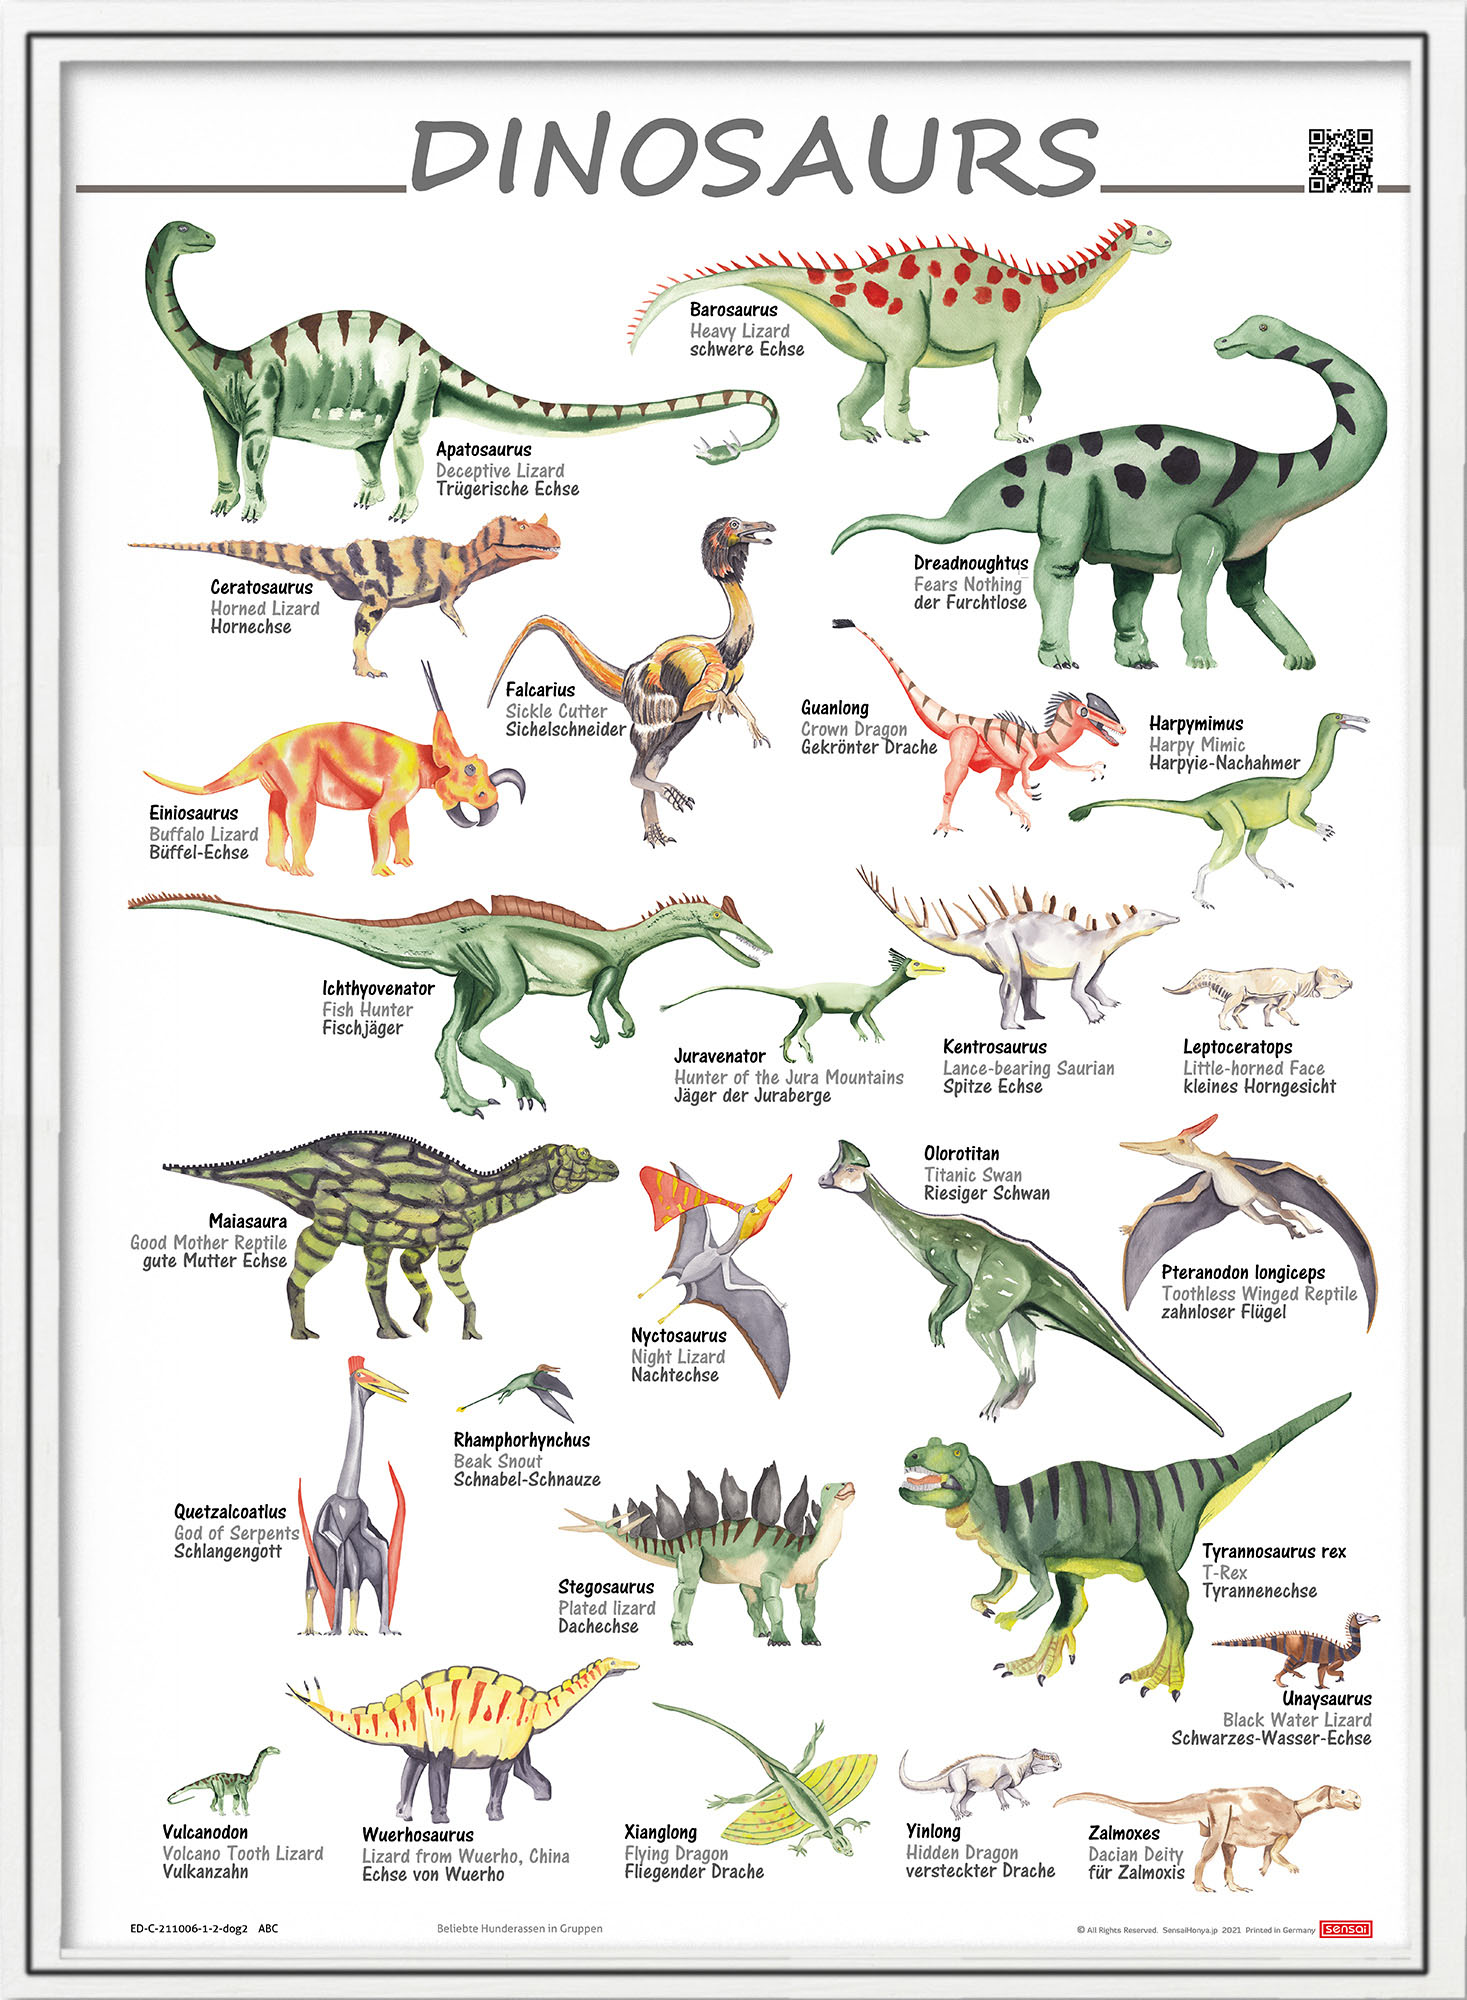 DINOSAURS
Barosaurus
Heavy Lizard
schwere Echse
Apatosaurus
Deceptive Lizard
Trügerische Echse
Dreadnoughtus
Fears Nothing
der Furchtlose
Ceratosaurus
Horned Lizard
Hornechse
Falcarius
Sickle Cutter
Sichelschneider
Guanlong
Crown Dragon
Gekrönter Drache
Harpymimus
Harpy Mimic
Harpyie-Nachahmer
Einiosaurus
Buffalo Lizard
Büffel-Echse
Ichthyovenator
Fish Hunter
Fischjäger
Juravenator
Hunter of the Jura Mountains
Jäger der Juraberge
Kentrosaurus
Lance-bearing Saurian
Spitze Echse
Leptoceratops
Little-horned Face
kleines Horngesicht
Maiasaura
Good Mother Reptile
gute Mutter Echse
Olorotitan
Titanic Swan
Riesiger Schwan
Pteranodon longiceps
Toothless Winged Reptile
zahnloser Flügel
Nyctosaurus
Night Lizard
Nachtechse
Rhamphorhynchus
Beak Snout
Schnabel-Schnauze
Quetzalcoatlus
God of Serpents
Schlangengott
Stegosaurus
Plated lizard
Dachechse
Tyrannosaurus rex
T-Rex
Tyrannenechse
Unaysaurus
Black Water Lizard
Schwarzes-Wasser-Echse
Vulcanodon
Volcano Tooth Lizard
Vulkanzahn
Wuerhosaurus
Lizard from Wuerho, China
Echse von Wuerho
Xianglong
Flying Dragon
Fliegender Drache
Yinlong
Hidden Dragon
versteckter Drache
Zalmoxes
Dacian Deity
für Zalmoxis
ED-C-211006-1-2-dog2 ABC
Beliebte Hunderassen in Gruppen
© All Rights Reserved. SensaiHonya.jp 2021 Printed in Germany
sensai